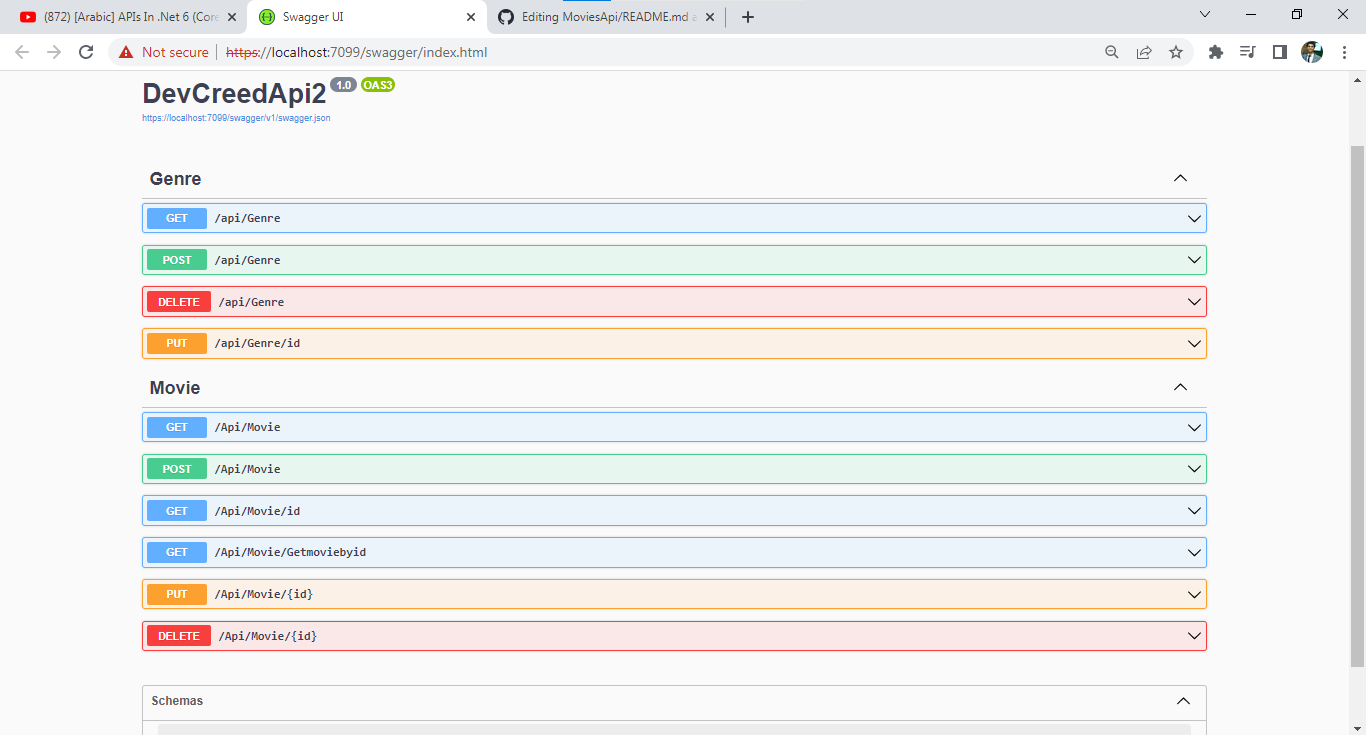 (872) [Arabic] APIs In .Net 6 (Core
Swagger UI
Editing MoviesApi/README.md a
Not secure https://localhost:7099/swagger/index.html
DevCreedApi2 1.0 OAS3
https://localhost:7099/swagger/v1/swagger.json
Genre
GET /api/Genre
POST /api/Genre
DELETE /api/Genre
PUT /api/Genre/id
Movie
GET /Api/Movie
POST /Api/Movie
GET /Api/Movie/id
GET /Api/Movie/Getmoviebyid
PUT /Api/Movie/{id}
DELETE /Api/Movie/{id}
Schemas